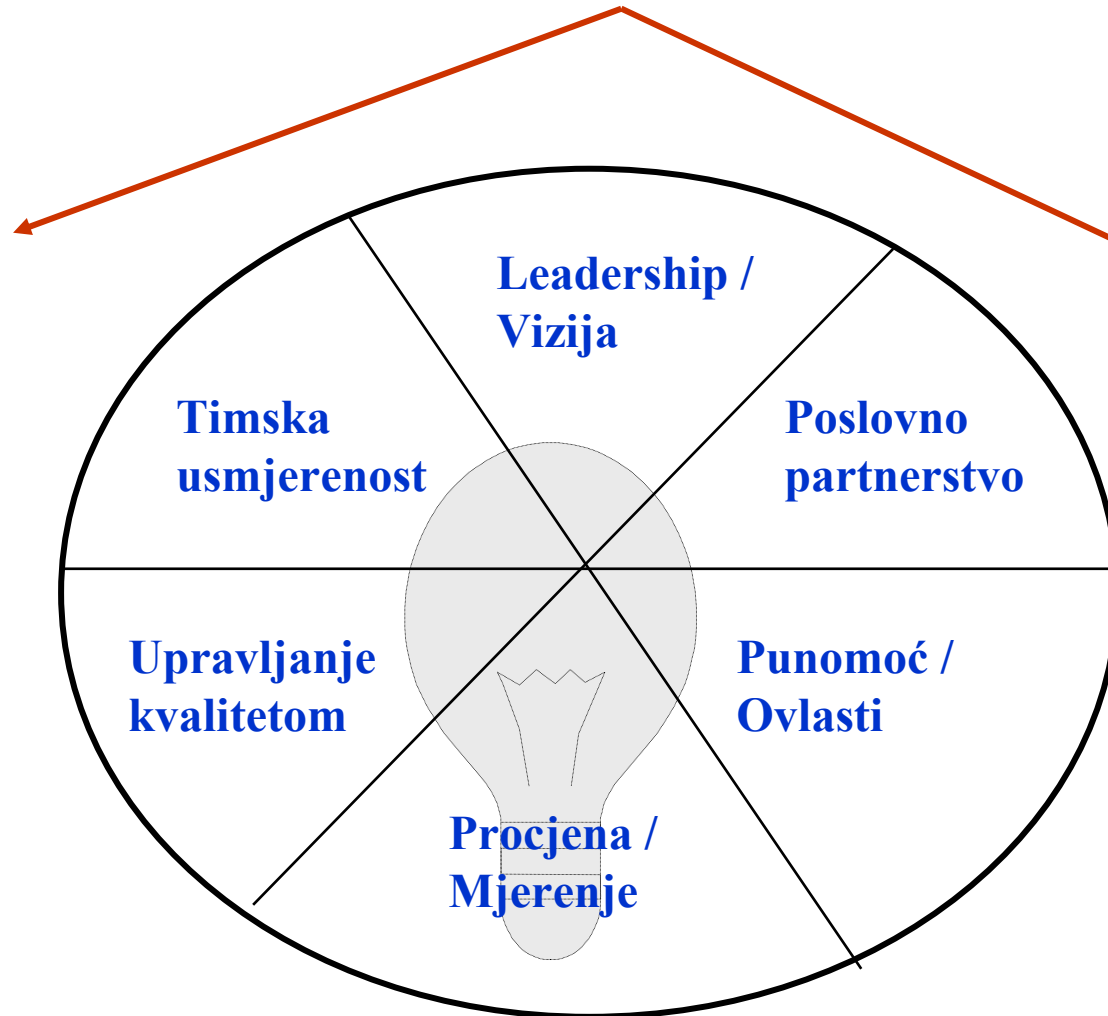 Leadership /
Vizija
Timska
usmjerenost
Poslovno
partnerstvo
Upravljanje
kvalitetom
Punomoć /
Ovlasti
Procjena /
Mjerenje